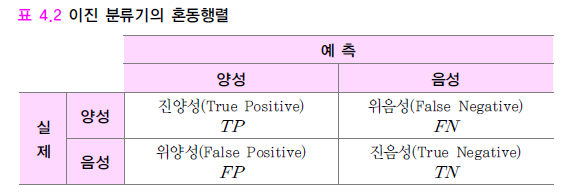 표 4.2 이진 분류기의 혼동행렬
예 측
양성 음성
실제
양성
진양성(True Positive) 위음성(False Negative)
TP FN
음성
위양성(False Positive) 진음성(True Negative)
FP TN